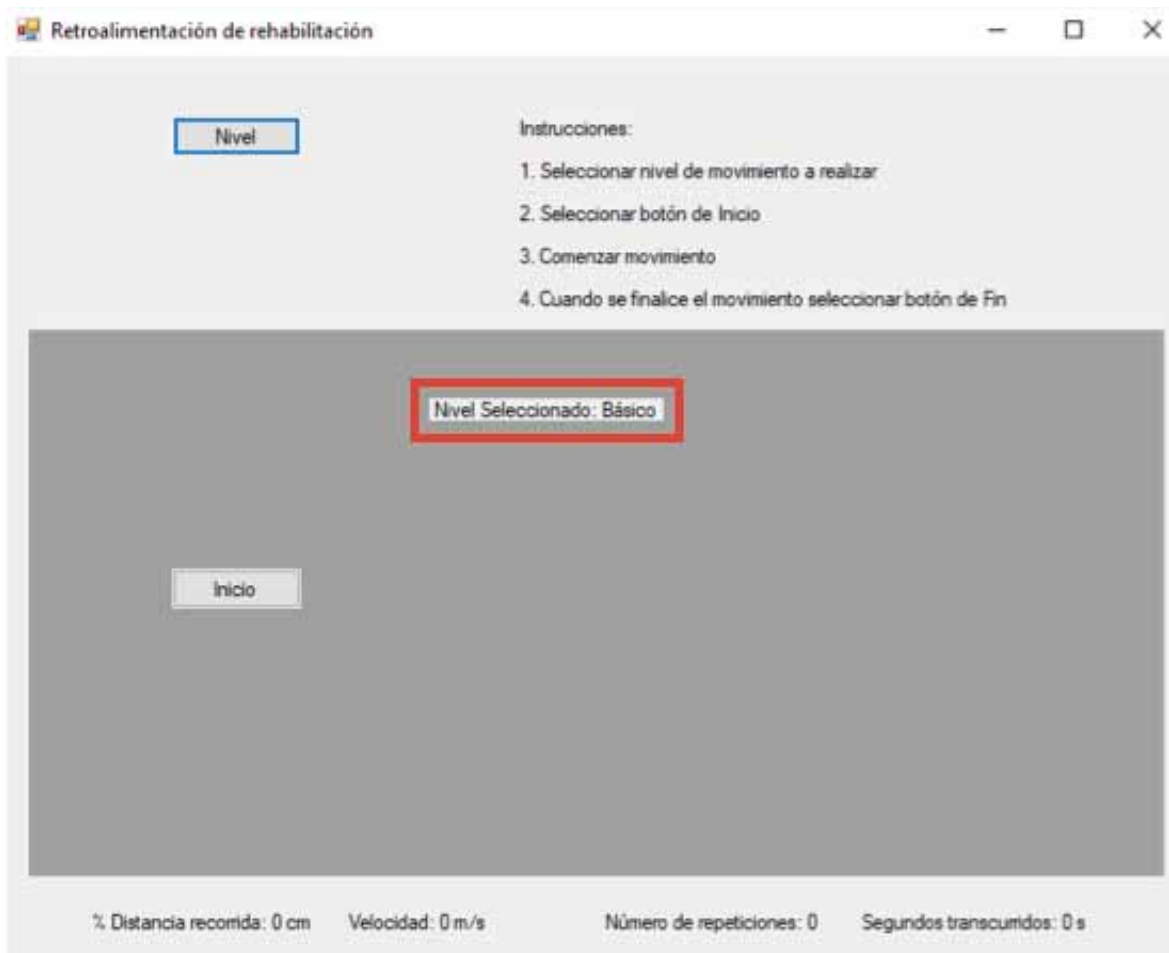 Retroalimentación de rehabilitación
Nivel
Instrucciones:
1. Seleccionar nivel de movimiento a realizar
2. Seleccionar botón de Inicio
3. Comenzar movimiento
4. Cuando se finalice el movimiento seleccionar botón de Fin
Nivel Seleccionado: Básico
Inicio
% Distancia recorrida: 0 cm Velocidad: 0 m/s Número de repeticiones: 0 Segundos transcurridos: 0 s